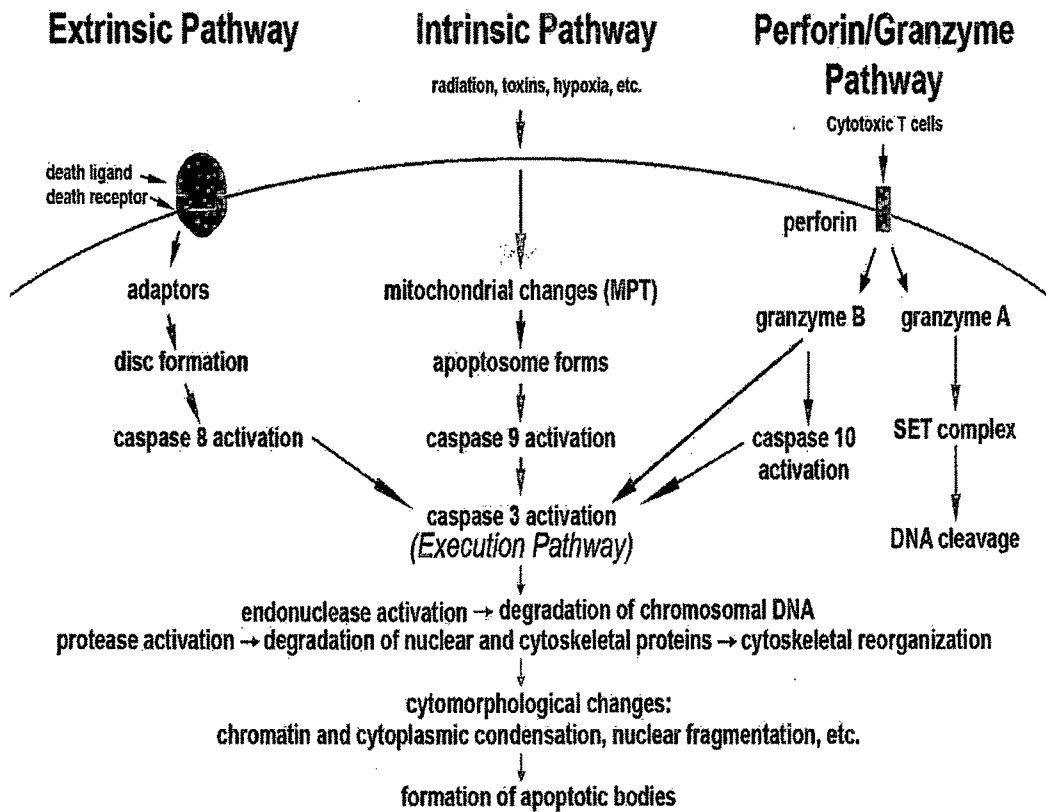 Extrinsic Pathway
Intrinsic Pathway
Perforin/Granzyme
Pathway
radiation, toxins, hypoxia, etc.
Cytotoxic T cells
death ligand
death receptor
perforin
adaptors
mitochondrial changes (MPT)
granzyme B
granzyme A
disc formation
apoptosome forms
caspase 8 activation
caspase 9 activation
caspase 10
activation
SET complex
caspase 3 activation
(Execution Pathway)
DNA cleavage
endonuclease activation → degradation of chromosomal DNA
protease activation → degradation of nuclear and cytoskeletal proteins → cytoskeletal reorganization
cytomorphological changes:
chromatin and cytoplasmic condensation, nuclear fragmentation, etc.
formation of apoptotic bodies